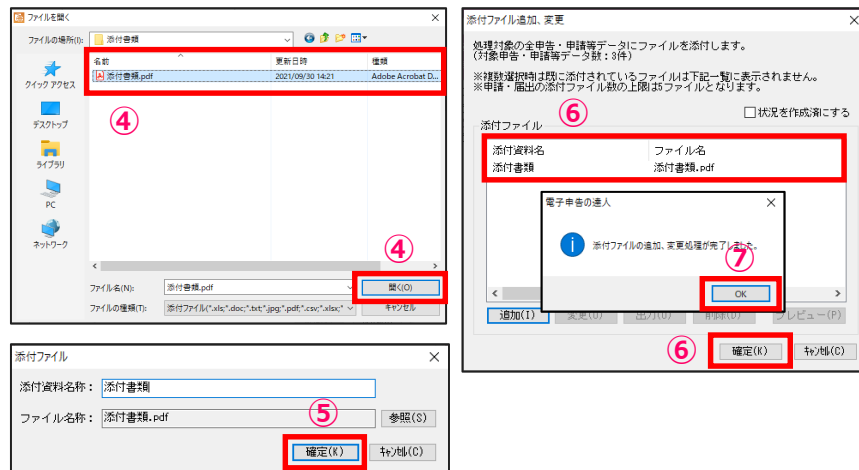 ファイルを開く
ファイルの場所(I): 添付書類
名前 更新日時 種類
添付書類.pdf 2021/09/30 14:21 Adobe Acrobat D...
クイック アクセス
④
デスクトップ
ライブラリ
PC
ネットワーク
④
ファイル名(N): 添付書類.pdf 開く(O)
ファイルの種類(T): 添付ファイル(*.xls;*.doc;*.txt;*.jpg;*.pdf;*.csv;*.xlsx;* キャンセル
添付ファイル
添付資料名称： 添付書類
ファイル名称： 添付書類.pdf 参照(S)
⑤
確定(K) ｷｬﾝｾﾙ(C)
添付ファイル追加、変更
処理対象の全申告・申請等データにファイルを添付します。
(対象申告・申請等データ数：3件)
※複数選択時は既に添付されているファイルは下記一覧に表示されません。
※申請・届出の添付ファイル数の上限は5ファイルとなります。
⑥
状況を作成済にする
添付ファイル
添付資料名 ファイル名
添付書類 添付書類.pdf
電子申告の達人
添付ファイルの追加、変更処理が完了しました。
⑦
OK
追加(I) 変更(U) 出力(O) 削除(D) プレビュー(P)
⑥
確定(K) ｷｬﾝｾﾙ(C)